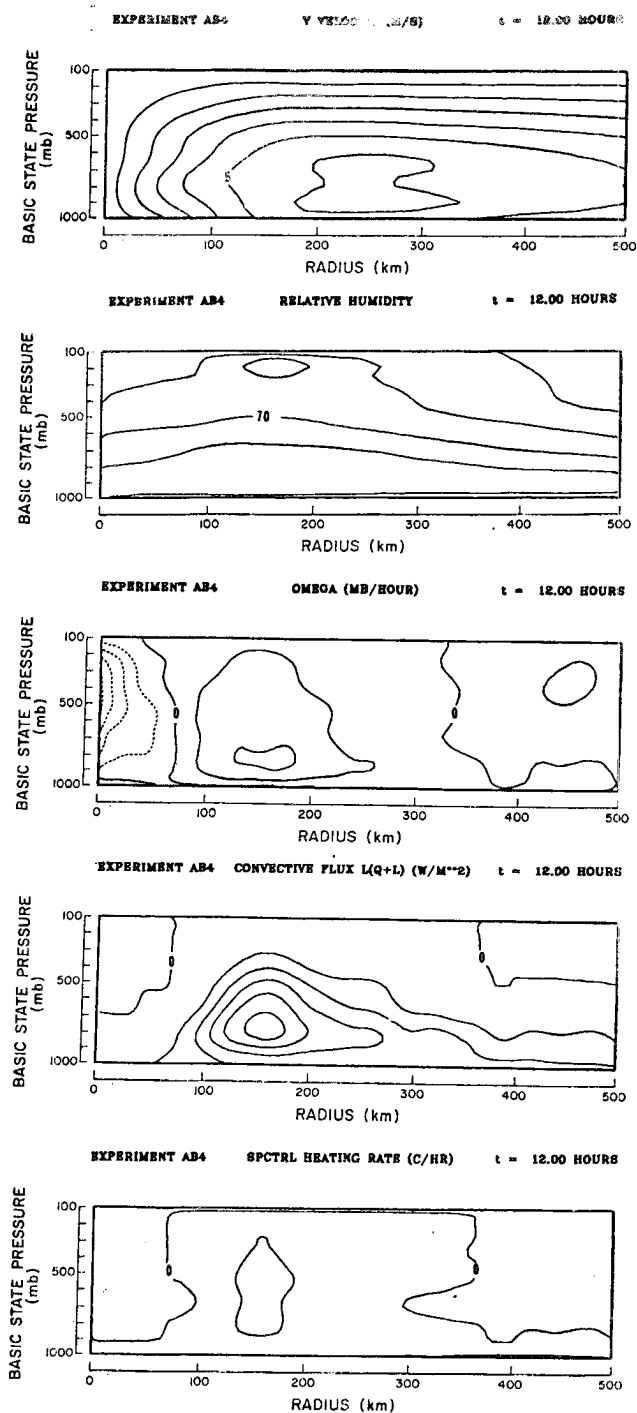 EXPERIMENT AB4 V (M/S) t = 12.00 HOURS
BASIC STATE PRESSURE
(mb)
100
500
1000
5
0 100 200 300 400 500
RADIUS (km)
EXPERIMENT AB4 RELATIVE HUMIDITY t = 12.00 HOURS
BASIC STATE PRESSURE
(mb)
100
500
1000
70
0 100 200 300 400 500
RADIUS (km)
EXPERIMENT AB4 OMEGA (MB/HOUR) t = 12.00 HOURS
BASIC STATE PRESSURE
(mb)
100
500
1000
0 0
0 100 200 300 400 500
RADIUS (km)
EXPERIMENT AB4 CONVECTIVE FLUX L(Q+L) (W/M**2) t = 12.00 HOURS
BASIC STATE PRESSURE
(mb)
100
500
1000
0 0
0 100 200 300 400 500
RADIUS (km)
EXPERIMENT AB4 SPCTRL HEATING RATE (C/HR) t = 12.00 HOURS
BASIC STATE PRESSURE
(mb)
100
500
1000
0 0
0 100 200 300 400 500
RADIUS (km)